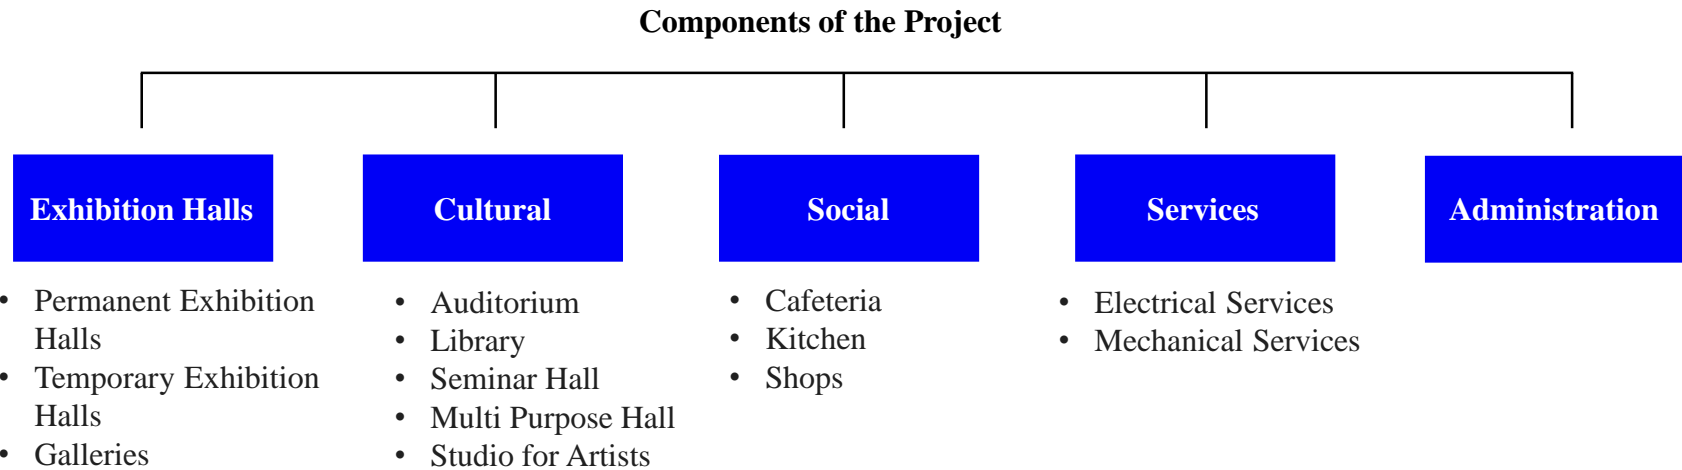 Components of the Project
Exhibition Halls
• Permanent Exhibition
Halls
• Temporary Exhibition
Halls
• Galleries
Cultural
• Auditorium
• Library
• Seminar Hall
• Multi Purpose Hall
• Studio for Artists
Social
• Cafeteria
• Kitchen
• Shops
Services
• Electrical Services
• Mechanical Services
Administration